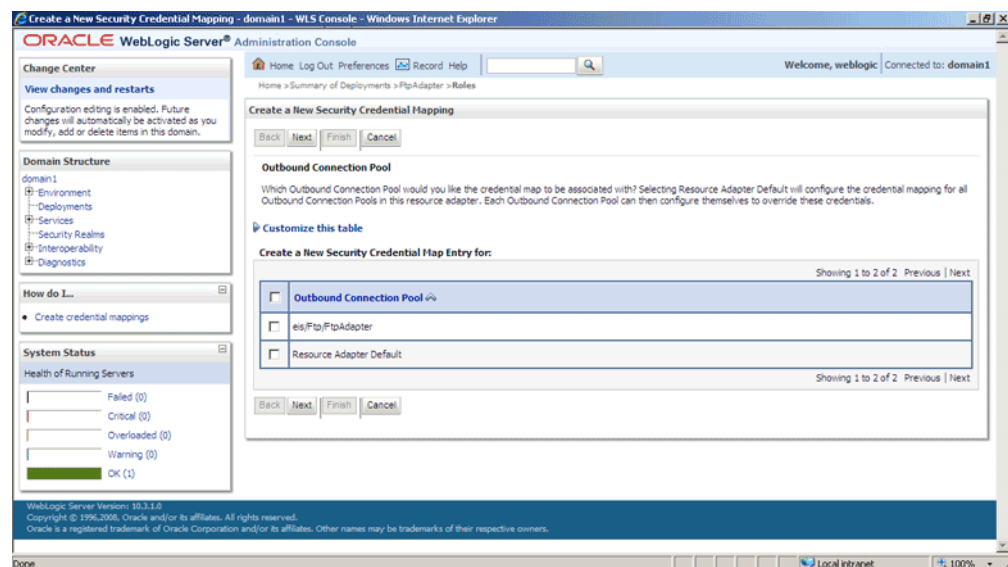 Create a New Security Credential Mapping - domain1 - WLS Console - Windows Internet Explorer
ORACLE WebLogic Server® Administration Console
Change Center
View changes and restarts
Configuration editing is enabled. Future
changes will automatically be activated as you
modify, add or delete items in this domain.
Domain Structure
domain1
Environment
Deployments
Services
Security Realms
Interoperability
Diagnostics
How do I...
Create credential mappings
System Status
Health of Running Servers
Failed (0)
Critical (0)
Overloaded (0)
Warning (0)
OK (1)
Home Log Out Preferences Record Help
Welcome, weblogic Connected to: domain1
Home >Summary of Deployments >FtpAdapter >Roles
Create a New Security Credential Mapping
Back Next Finish Cancel
Outbound Connection Pool
Which Outbound Connection Pool would you like the credential map to be associated with? Selecting Resource Adapter Default will configure the credential mapping for all
Outbound Connection Pools in this resource adapter. Each Outbound Connection Pool can then configure themselves to override these credentials.
Customize this table
Create a New Security Credential Map Entry for:
Showing 1 to 2 of 2 Previous | Next
Outbound Connection Pool
eis/Ftp/FtpAdapter
Resource Adapter Default
Showing 1 to 2 of 2 Previous | Next
Back Next Finish Cancel
WebLogic Server Version: 10.3.1.0
Copyright © 1996,2008, Oracle and/or its affiliates. All rights reserved.
Oracle is a registered trademark of Oracle Corporation and/or its affiliates. Other names may be trademarks of their respective owners.
Done
Local intranet
100%